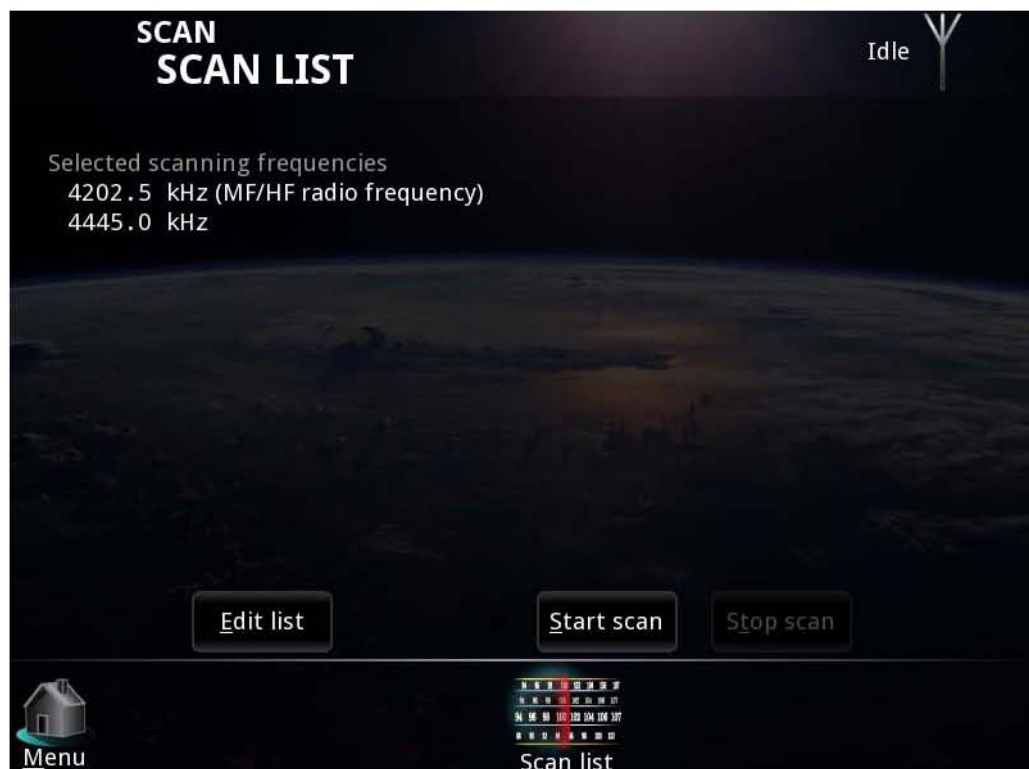 SCAN
SCAN LIST
Idle
Selected scanning frequencies
4202.5 kHz (MF/HF radio frequency)
4445.0 kHz
Edit list
Start scan
Stop scan
Menu
Scan list